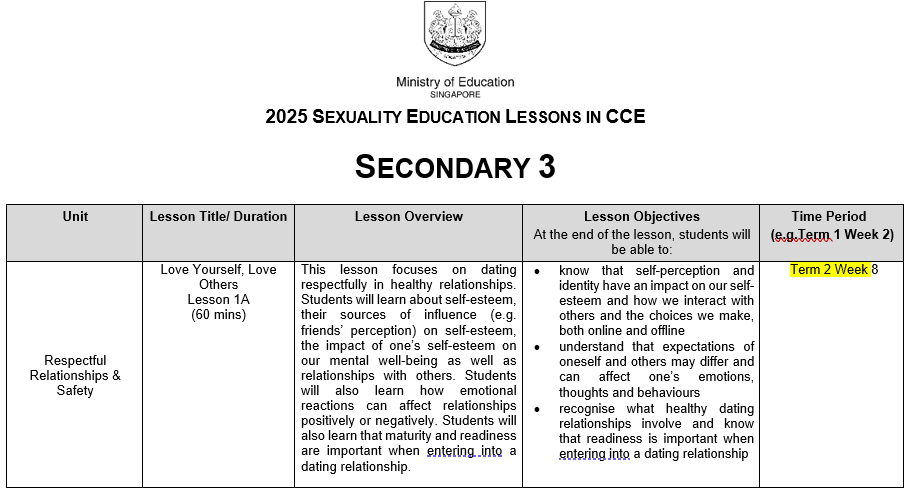 Ministry of Education
SINGAPORE
2025 SEXUALITY EDUCATION LESSONS IN CCE
SECONDARY 3
Unit
Lesson Title/ Duration
Lesson Overview
Lesson Objectives
At the end of the lesson, students will
be able to:
Time Period
(e.g.Term 1 Week 2)
Respectful
Relationships &
Safety
Love Yourself, Love
Others
Lesson 1A
(60 mins)
This lesson focuses on dating
respectfully in healthy relationships.
Students will learn about self-esteem,
their sources of influence (e.g.
friends' perception) on self-esteem,
the impact of one's self-esteem on
our mental well-being as well as
relationships with others. Students
will also learn how emotional
reactions can affect relationships
positively or negatively. Students will
also learn that maturity and readiness
are important when entering into a
dating relationship.
• know that self-perception and
identity have an impact on our self-
esteem and how we interact with
others and the choices we make,
both online and offline
• understand that expectations of
oneself and others may differ and
can affect one's emotions,
thoughts and behaviours
• recognise what healthy dating
relationships involve and know
that readiness is important when
entering into a dating relationship
Term 2 Week 8